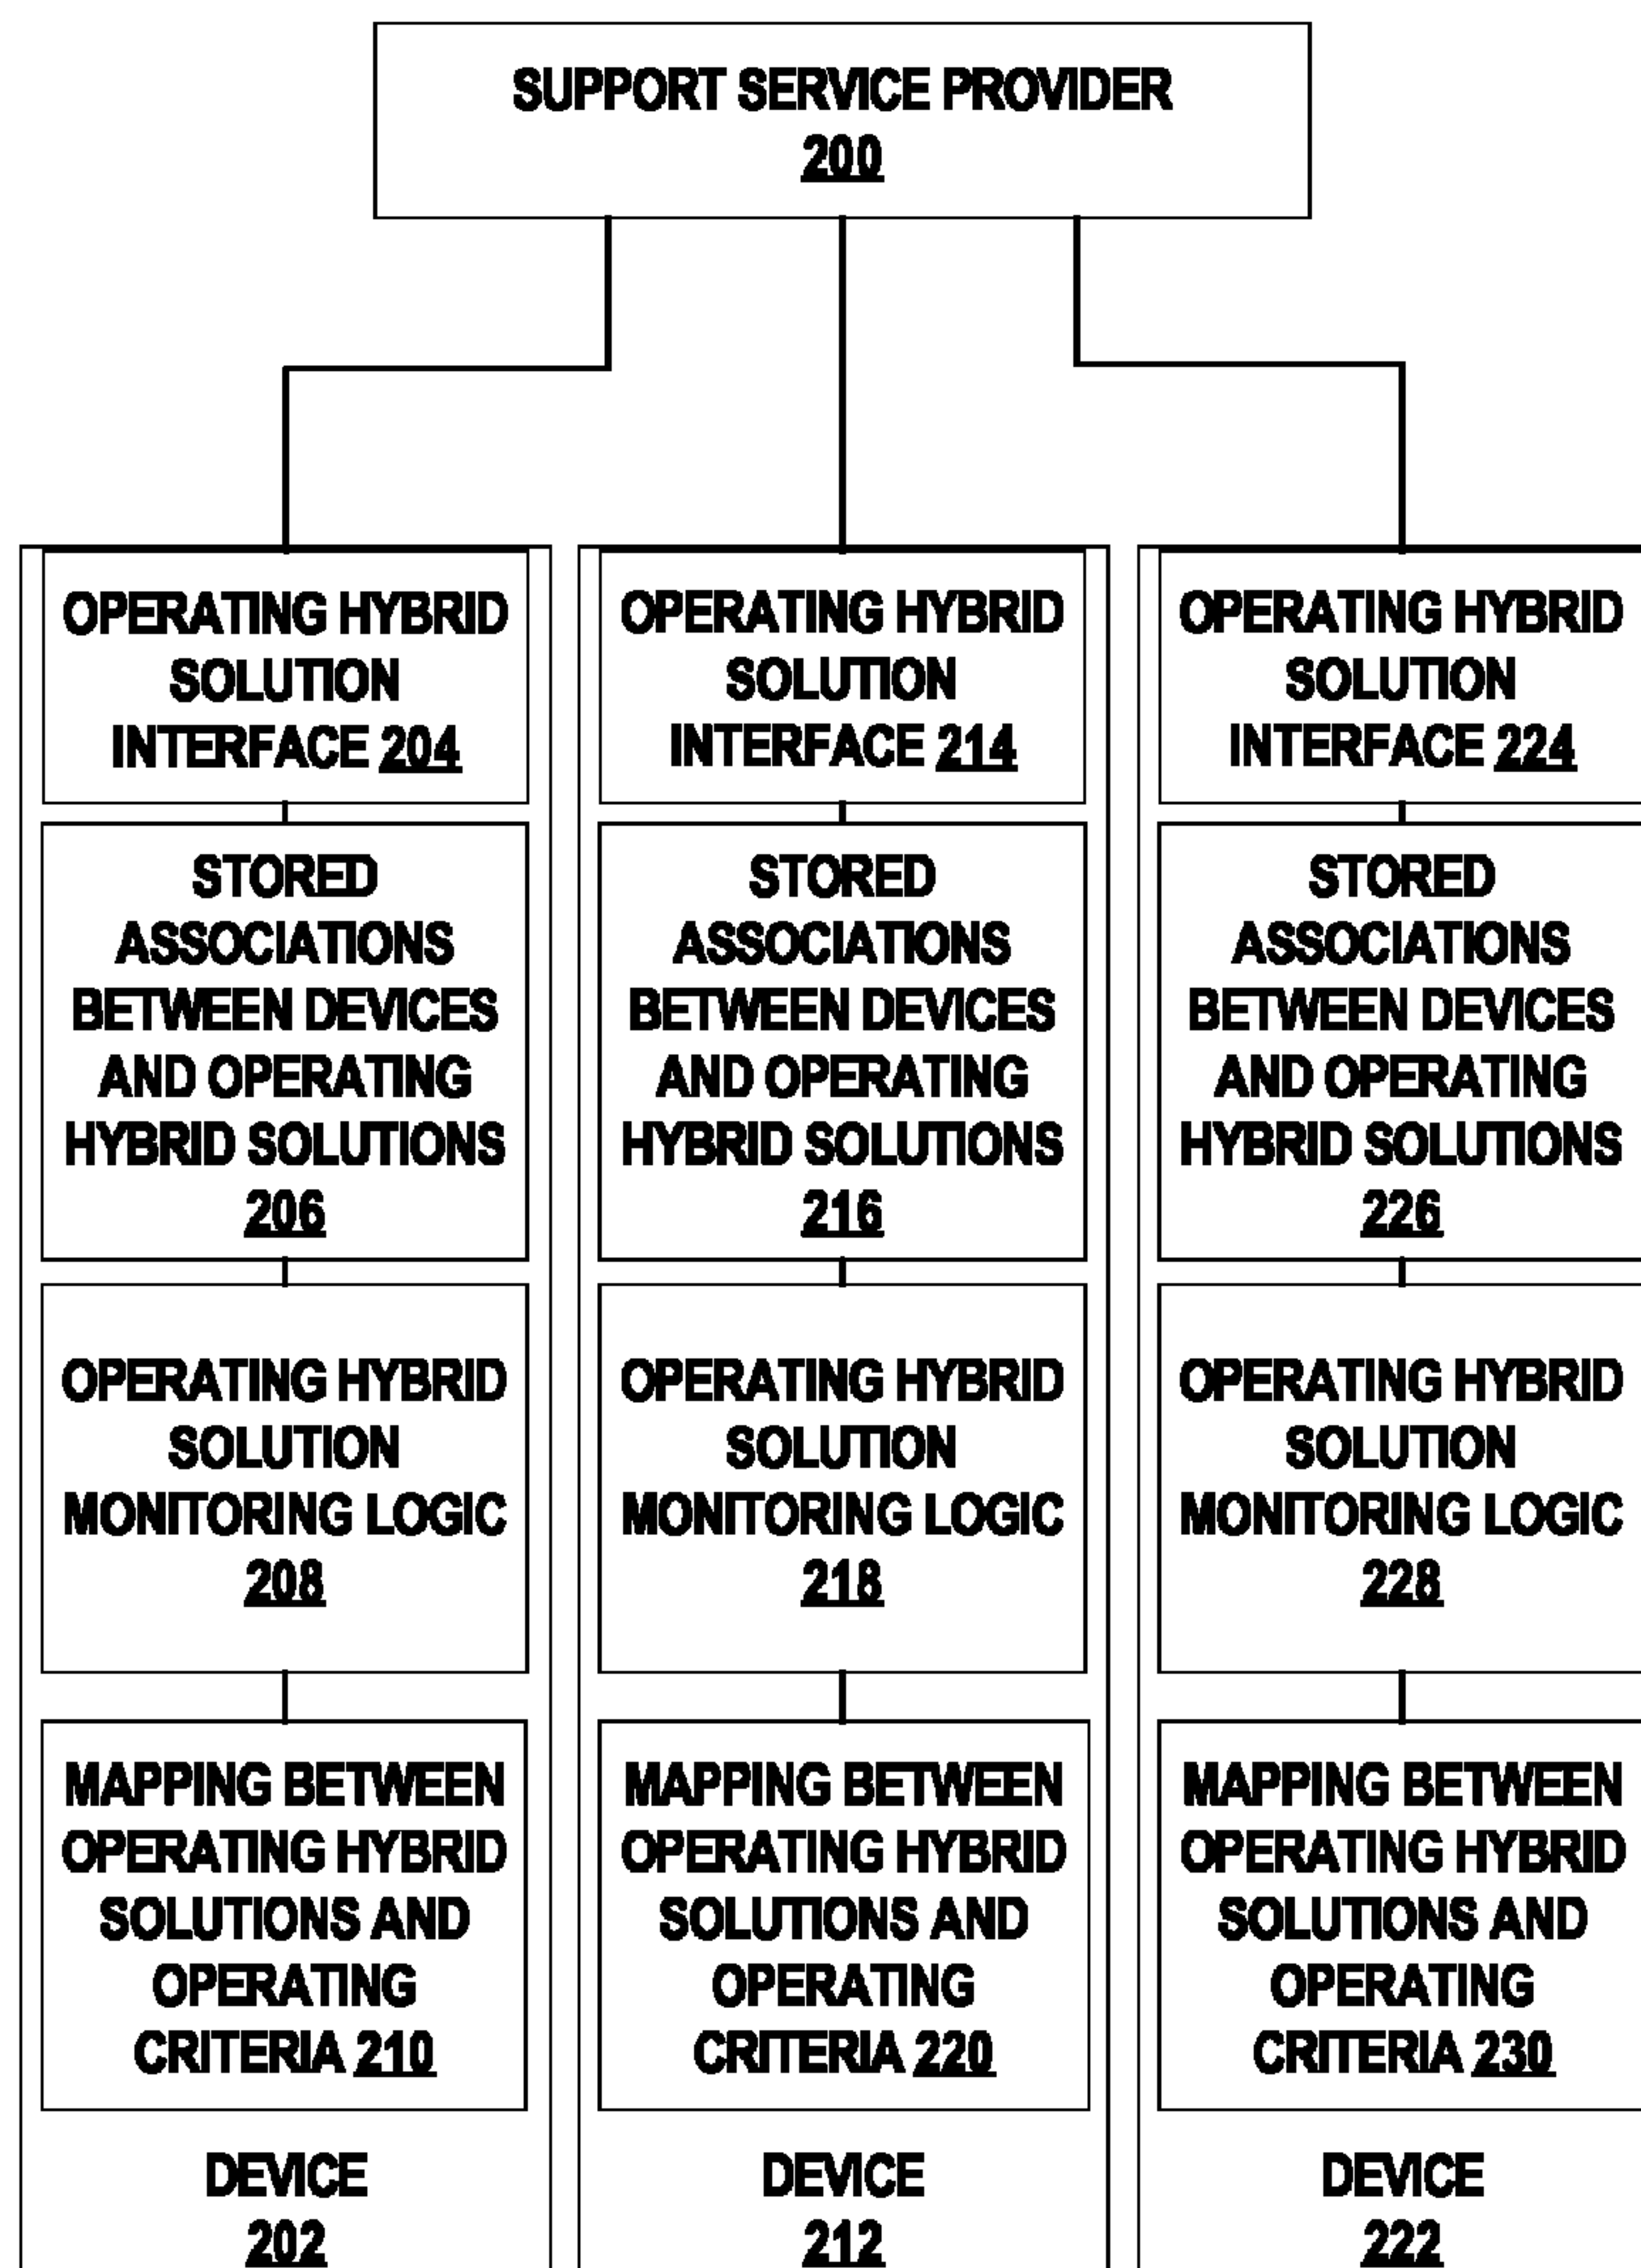 SUPPORT SERVICE PROVIDER
200
OPERATING HYBRID
SOLUTION
INTERFACE 204
STORED
ASSOCIATIONS
BETWEEN DEVICES
AND OPERATING
HYBRID SOLUTIONS
206
OPERATING HYBRID
SOLUTION
MONITORING LOGIC
208
MAPPING BETWEEN
OPERATING HYBRID
SOLUTIONS AND
OPERATING
CRITERIA 210
DEVICE
202
OPERATING HYBRID
SOLUTION
INTERFACE 214
STORED
ASSOCIATIONS
BETWEEN DEVICES
AND OPERATING
HYBRID SOLUTIONS
216
OPERATING HYBRID
SOLUTION
MONITORING LOGIC
218
MAPPING BETWEEN
OPERATING HYBRID
SOLUTIONS AND
OPERATING
CRITERIA 220
DEVICE
212
OPERATING HYBRID
SOLUTION
INTERFACE 224
STORED
ASSOCIATIONS
BETWEEN DEVICES
AND OPERATING
HYBRID SOLUTIONS
226
OPERATING HYBRID
SOLUTION
MONITORING LOGIC
228
MAPPING BETWEEN
OPERATING HYBRID
SOLUTIONS AND
OPERATING
CRITERIA 230
DEVICE
222